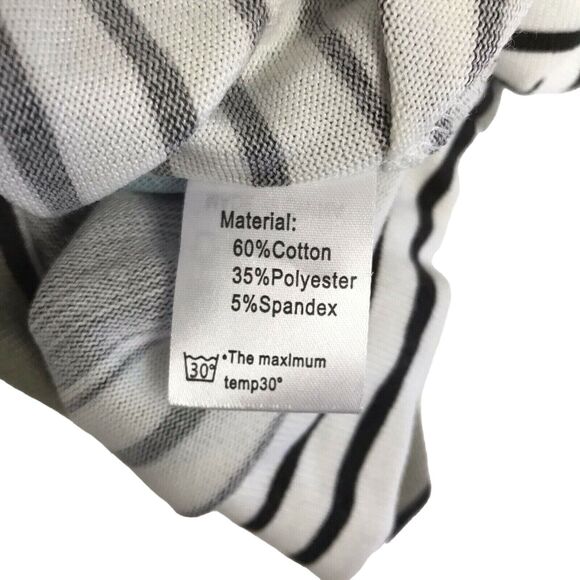 Material:
60%Cotton
35%Polyester
5%Spandex
30° •The maximum
temp30°